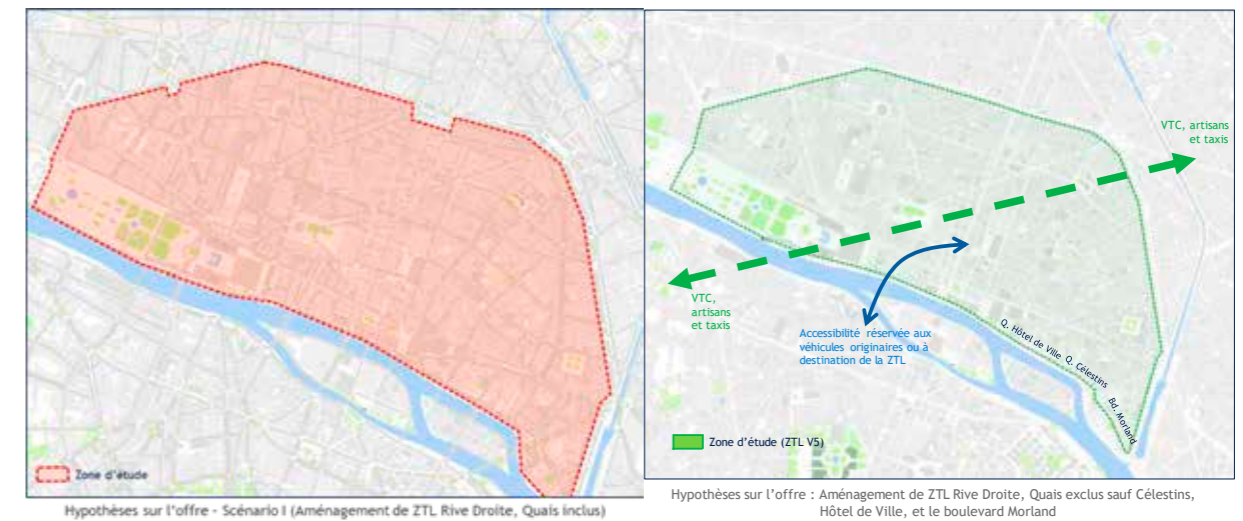 Zone d'étude
Hypothèses sur l'offre - Scénario I (Aménagement de ZTL Rive Droite, Quais inclus)
VTC, artisans
et taxis
VTC,
artisans
et taxis
Accessibilité réservée aux
véhicules originaires ou à
destination de la ZTL
Q. Hôtel de Ville Q. Célestins
Bd. Morland
Zone d'étude (ZTL V5)
Hypothèses sur l'offre : Aménagement de ZTL Rive Droite, Quais exclus sauf Célestins,
Hôtel de Ville, et le boulevard Morland